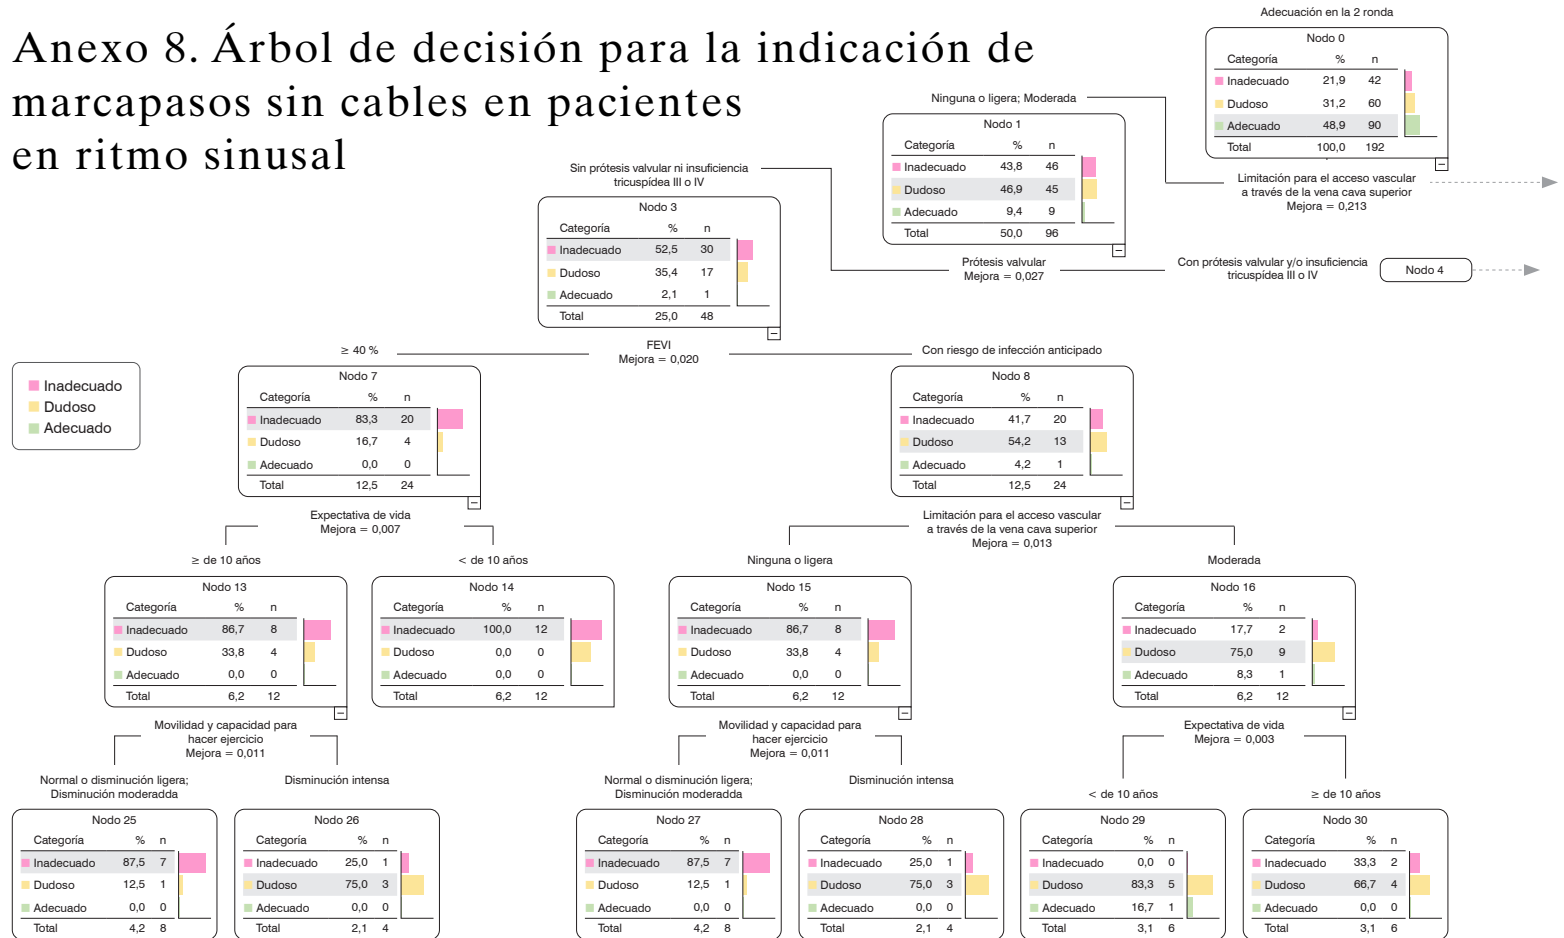 Anexo 8. Árbol de decisión para la indicación de
marcapasos sin cables en pacientes
en ritmo sinusal
Adecuación en la 2 ronda
Nodo 0
Categoría % n
Inadecuado 21,9 42
Dudoso 31,2 60
Adecuado 48,9 90
Total 100,0 192
Limitación para el acceso vascular
a través de la vena cava superior
Mejora = 0,213
Ninguna o ligera; Moderada
Nodo 1
Categoría % n
Inadecuado 43,8 46
Dudoso 46,9 45
Adecuado 9,4 9
Total 50,0 96
Prótesis valvular
Mejora = 0,027
Con prótesis valvular y/o insuficiencia
tricuspídea III o IV
Nodo 4
Sin prótesis valvular ni insuficiencia
tricuspídea III o IV
Nodo 3
Categoría % n
Inadecuado 52,5 30
Dudoso 35,4 17
Adecuado 2,1 1
Total 25,0 48
FEVI
Mejora = 0,020
Inadecuado
Dudoso
Adecuado
≥ 40 %
Nodo 7
Categoría % n
Inadecuado 83,3 20
Dudoso 16,7 4
Adecuado 0,0 0
Total 12,5 24
Expectativa de vida
Mejora = 0,007
Con riesgo de infección anticipado
Nodo 8
Categoría % n
Inadecuado 41,7 20
Dudoso 54,2 13
Adecuado 4,2 1
Total 12,5 24
Limitación para el acceso vascular
a través de la vena cava superior
Mejora = 0,013
≥ de 10 años
Nodo 13
Categoría % n
Inadecuado 86,7 8
Dudoso 33,8 4
Adecuado 0,0 0
Total 6,2 12
Movilidad y capacidad para
hacer ejercicio
Mejora = 0,011
< de 10 años
Nodo 14
Categoría % n
Inadecuado 100,0 12
Dudoso 0,0 0
Adecuado 0,0 0
Total 6,2 12
Ninguna o ligera
Nodo 15
Categoría % n
Inadecuado 86,7 8
Dudoso 33,8 4
Adecuado 0,0 0
Total 6,2 12
Movilidad y capacidad para
hacer ejercicio
Mejora = 0,011
Moderada
Nodo 16
Categoría % n
Inadecuado 17,7 2
Dudoso 75,0 9
Adecuado 8,3 1
Total 6,2 12
Expectativa de vida
Mejora = 0,003
Normal o disminución ligera;
Disminución moderadda
Nodo 25
Categoría % n
Inadecuado 87,5 7
Dudoso 12,5 1
Adecuado 0,0 0
Total 4,2 8
Disminución intensa
Nodo 26
Categoría % n
Inadecuado 25,0 1
Dudoso 75,0 3
Adecuado 0,0 0
Total 2,1 4
Normal o disminución ligera;
Disminución moderadda
Nodo 27
Categoría % n
Inadecuado 87,5 7
Dudoso 12,5 1
Adecuado 0,0 0
Total 4,2 8
Disminución intensa
Nodo 28
Categoría % n
Inadecuado 25,0 1
Dudoso 75,0 3
Adecuado 0,0 0
Total 2,1 4
< de 10 años
Nodo 29
Categoría % n
Inadecuado 0,0 0
Dudoso 83,3 5
Adecuado 16,7 1
Total 3,1 6
≥ de 10 años
Nodo 30
Categoría % n
Inadecuado 33,3 2
Dudoso 66,7 4
Adecuado 0,0 0
Total 3,1 6